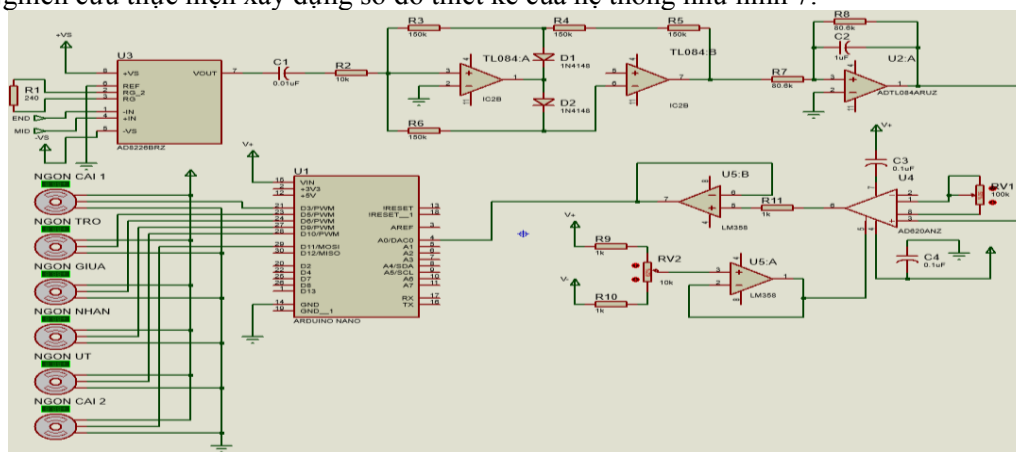 nghiên cứu thực hiện xây dựng sơ đồ thiết kế của hệ thống như hình 7.
+VS
U3
8 +VS
VOUT 7
REF
RG_2
RG
-IN
+IN
-VS
AD8226BRZ
R1
240
END
MID
-VS
C1
0.01uF
R2
10k
R3
150k
R4
150k
R5
150k
R6
150k
TL084:A
IC2B
D1
1N4148
D2
1N4148
TL084:B
IC2B
R7
80.6k
R8
80.6k
C2
1uF
U2:A
ADTL084ARUZ
V+
C3
0.1uF
U4
RV1
100k
AD620ANZ
C4
0.1uF
R11
1k
U5:B
LM358
V+
R9
1k
RV2
10k
V-
R10
1k
U5:A
LM358
V+
U1
VIN
+3V3
+5V
D3/PWM
D5/PWM
D6/PWM
D9/PWM
D10/PWM
D11/MOSI
D12/MISO
D2
D4
D7
D8
D13
GND
GND__1
!RESET
!RESET__1
AREF
A0/DAC0
A1
A2
A3
A4/SDA
A5/SCL
A6
A7
RX
TX
ARDUINO NANO
NGON CAI 1
NGON TRO
NGON GIUA
NGON NHAN
NGON UT
NGON CAI 2